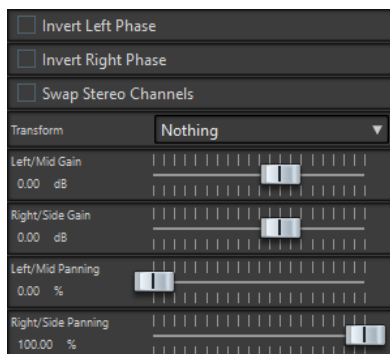 Invert Left Phase
Invert Right Phase
Swap Stereo Channels
Transform Nothing
Left/Mid Gain
0.00 dB
Right/Side Gain
0.00 dB
Left/Mid Panning
0.00 %
Right/Side Panning
100.00 %